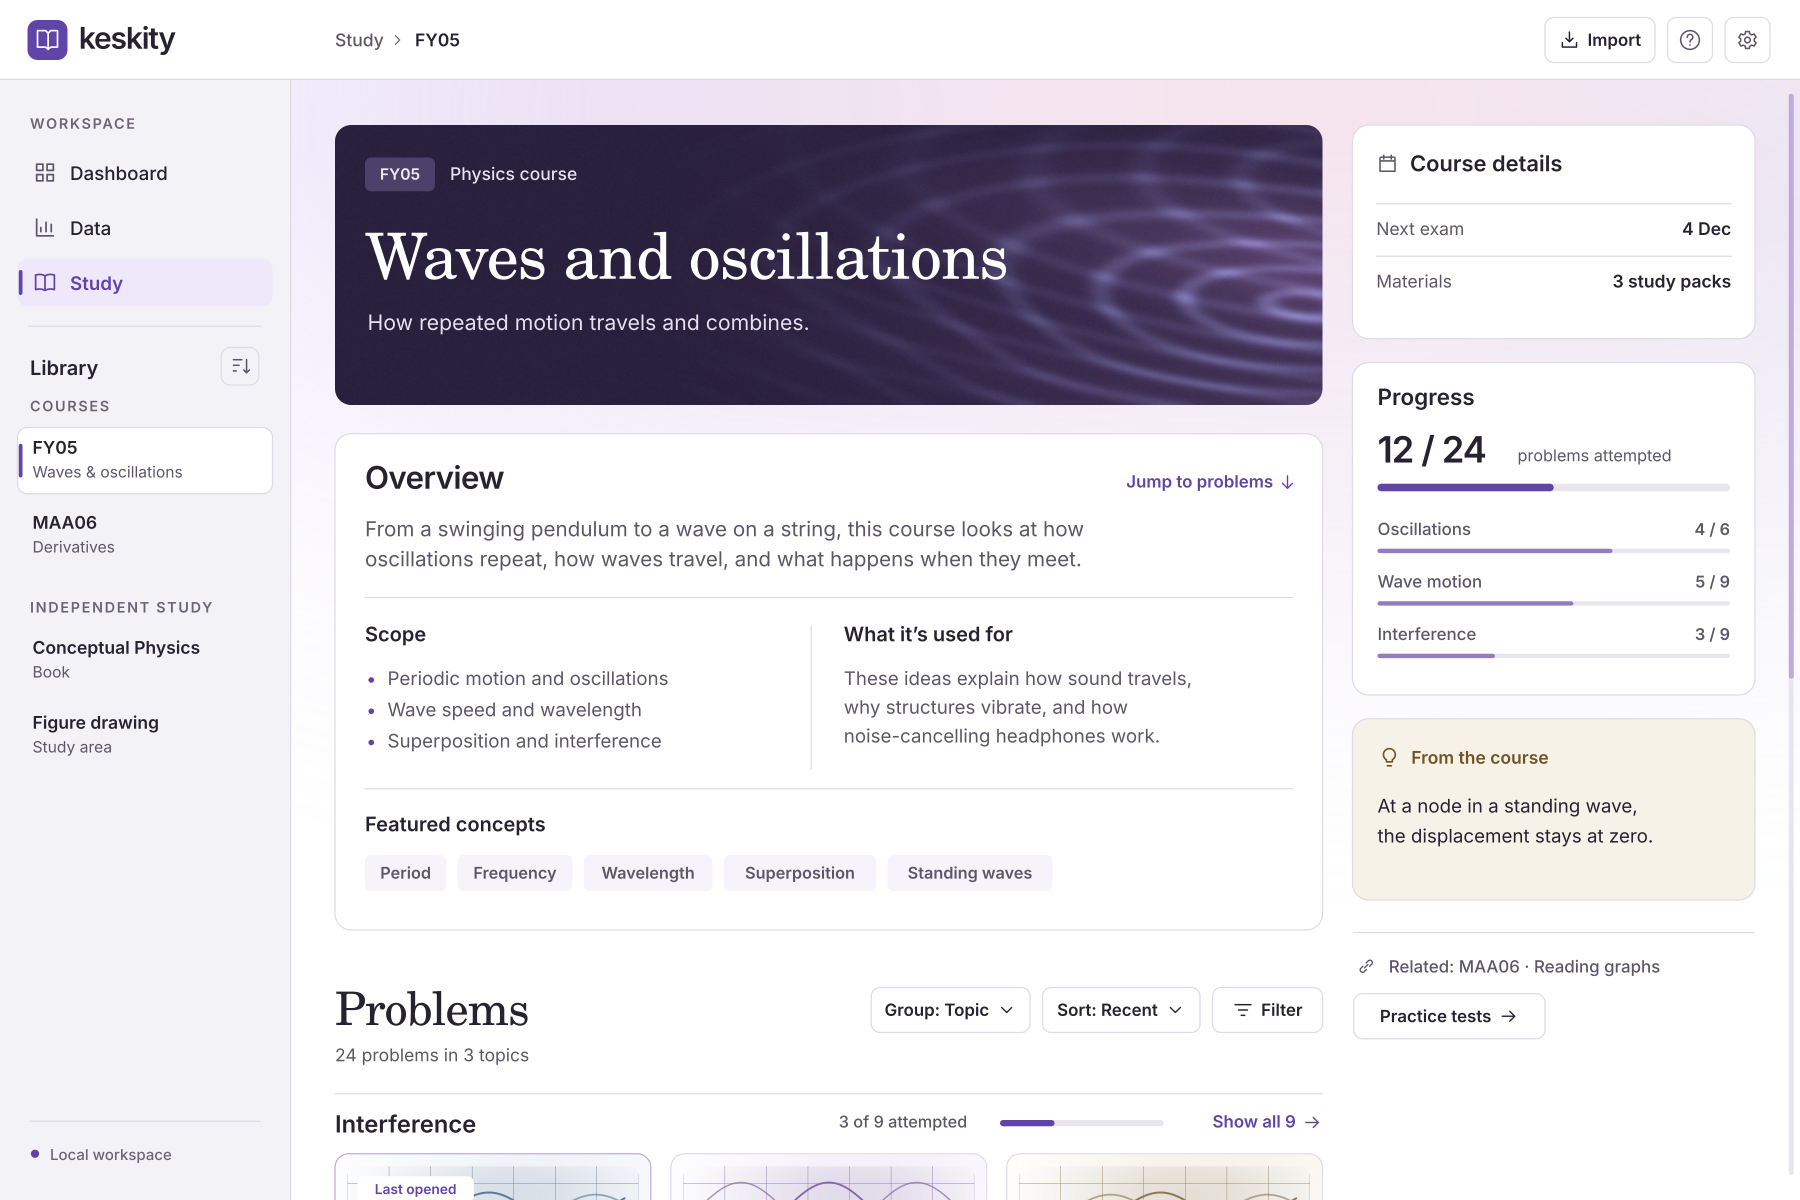 keskity
Study > FY05
Import
WORKSPACE
Dashboard
Data
Study
Library
COURSES
FY05
Waves & oscillations
MAA06
Derivatives
INDEPENDENT STUDY
Conceptual Physics
Book
Figure drawing
Study area
Local workspace
FY05 Physics course
Waves and oscillations
How repeated motion travels and combines.
Overview
Jump to problems ↓
From a swinging pendulum to a wave on a string, this course looks at how
oscillations repeat, how waves travel, and what happens when they meet.
Scope
• Periodic motion and oscillations
• Wave speed and wavelength
• Superposition and interference
What it’s used for
These ideas explain how sound travels,
why structures vibrate, and how
noise-cancelling headphones work.
Featured concepts
Period Frequency Wavelength Superposition Standing waves
Problems
24 problems in 3 topics
Group: Topic Sort: Recent Filter
Interference
3 of 9 attempted
Show all 9 →
Last opened
Course details
Next exam 4 Dec
Materials 3 study packs
Progress
12 / 24 problems attempted
Oscillations 4 / 6
Wave motion 5 / 9
Interference 3 / 9
From the course
At a node in a standing wave,
the displacement stays at zero.
Related: MAA06 · Reading graphs
Practice tests →